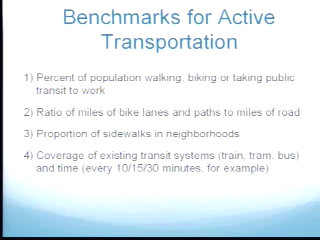 Benchmarks for Active
Transportation
1) Percent of population walking, biking or taking public
transit to work
2) Ratio of miles of bike lanes and paths to miles of road
3) Proportion of sidewalks in neighborhoods
4) Coverage of existing transit systems (train, tram, bus)
and time (every 10/15/30 minutes, for example)